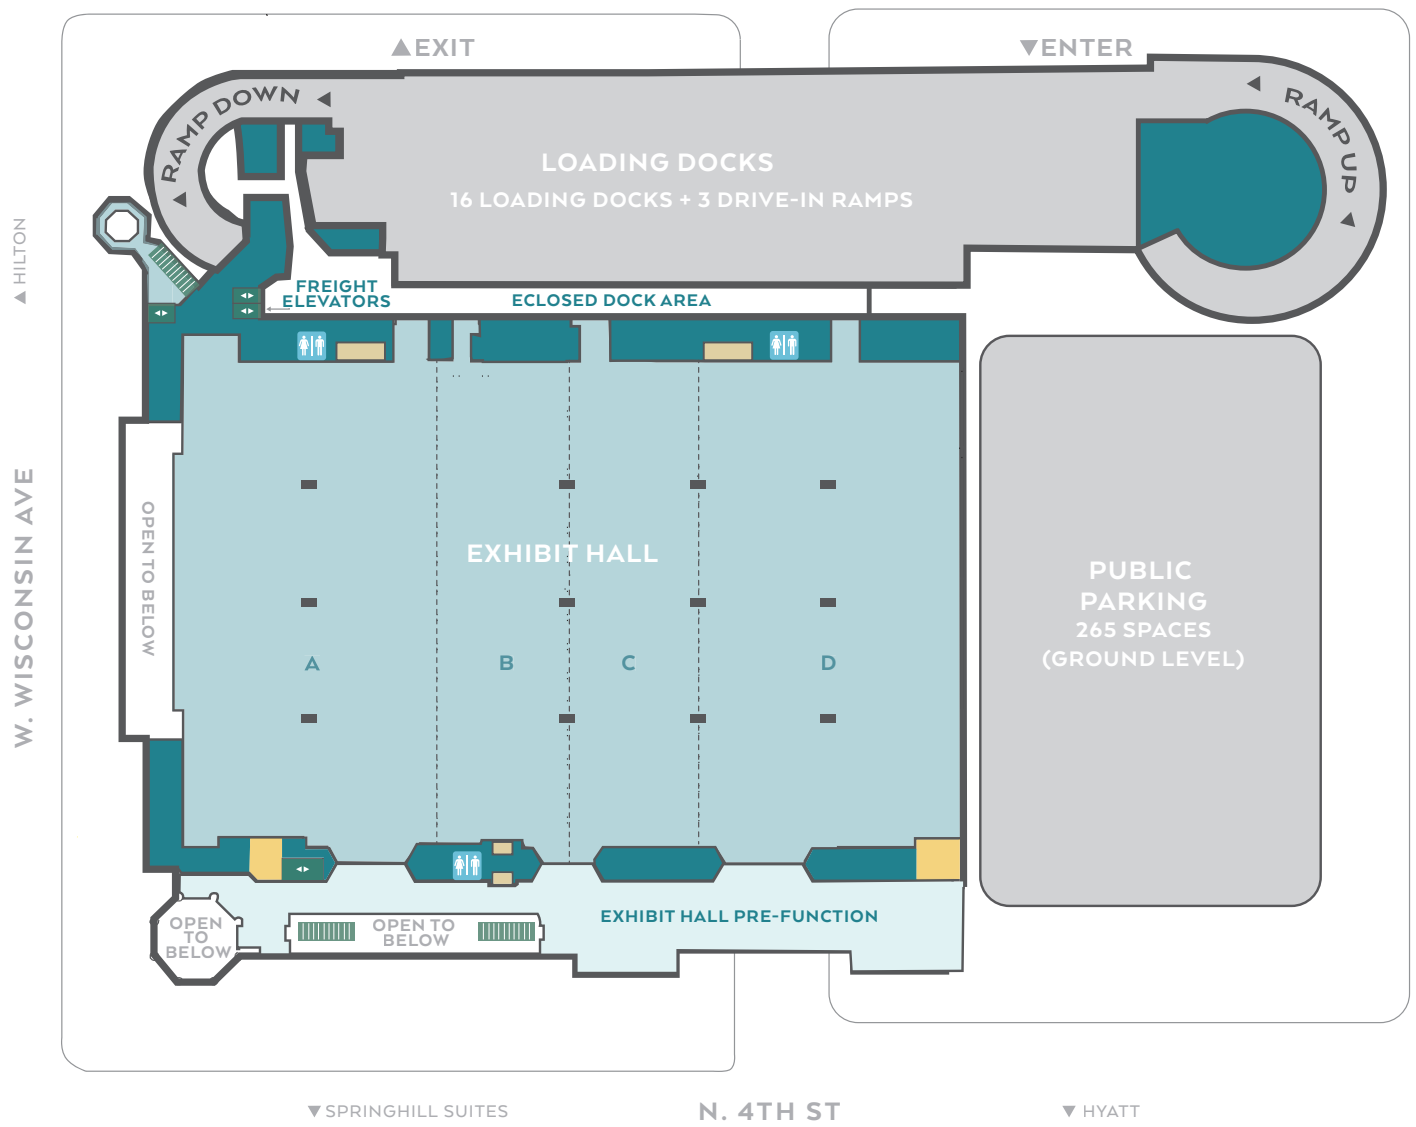 EXIT
ENTER
RAMP DOWN
RAMP UP
LOADING DOCKS
16 LOADING DOCKS + 3 DRIVE-IN RAMPS
HILTON
FREIGHT
ELEVATORS
ECLOSED DOCK AREA
W. WISCONSIN AVE
OPEN TO BELOW
EXHIBIT HALL
A
B
C
D
PUBLIC
PARKING
265 SPACES
(GROUND LEVEL)
OPEN
TO
BELOW
OPEN TO
BELOW
EXHIBIT HALL PRE-FUNCTION
SPRINGHILL SUITES
N. 4TH ST
HYATT